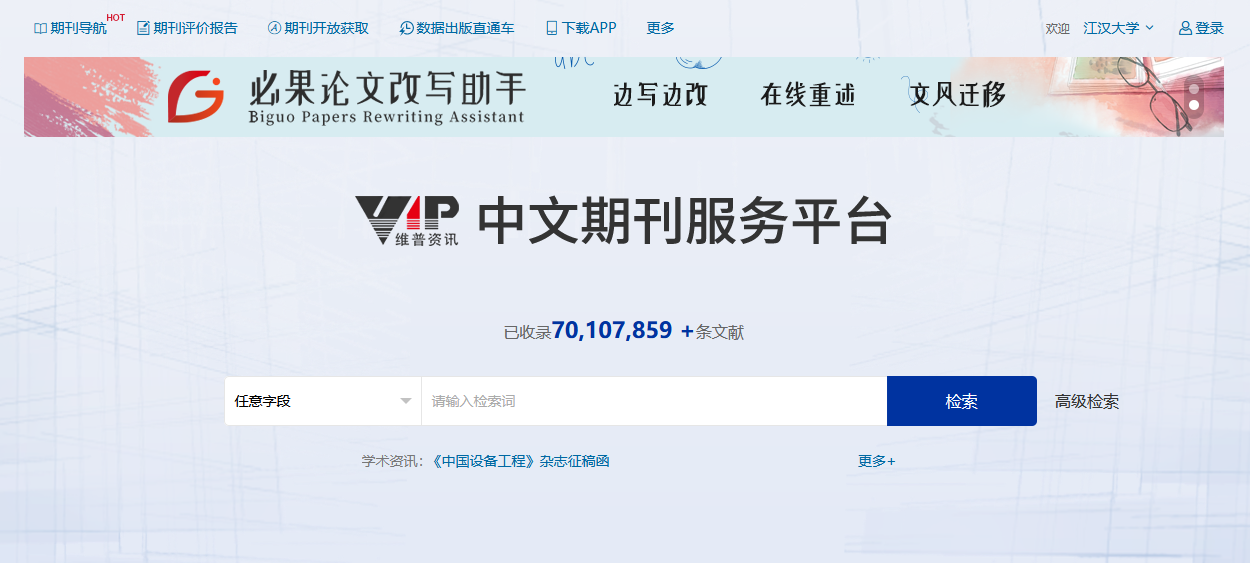 期刊导航 HOT 期刊评价报告 期刊开放获取 数据出版直通车 下载APP 更多 欢迎 江汉大学 登录
必果论文改写助手 边写边改 在线重述 文风迁移
Biguo Papers Rewriting Assistant
VIP 中文期刊服务平台
维普资讯
已收录70,107,859 +条文献
任意字段 请输入检索词 检索 高级检索
学术资讯: 《中国设备工程》杂志征稿函 更多+